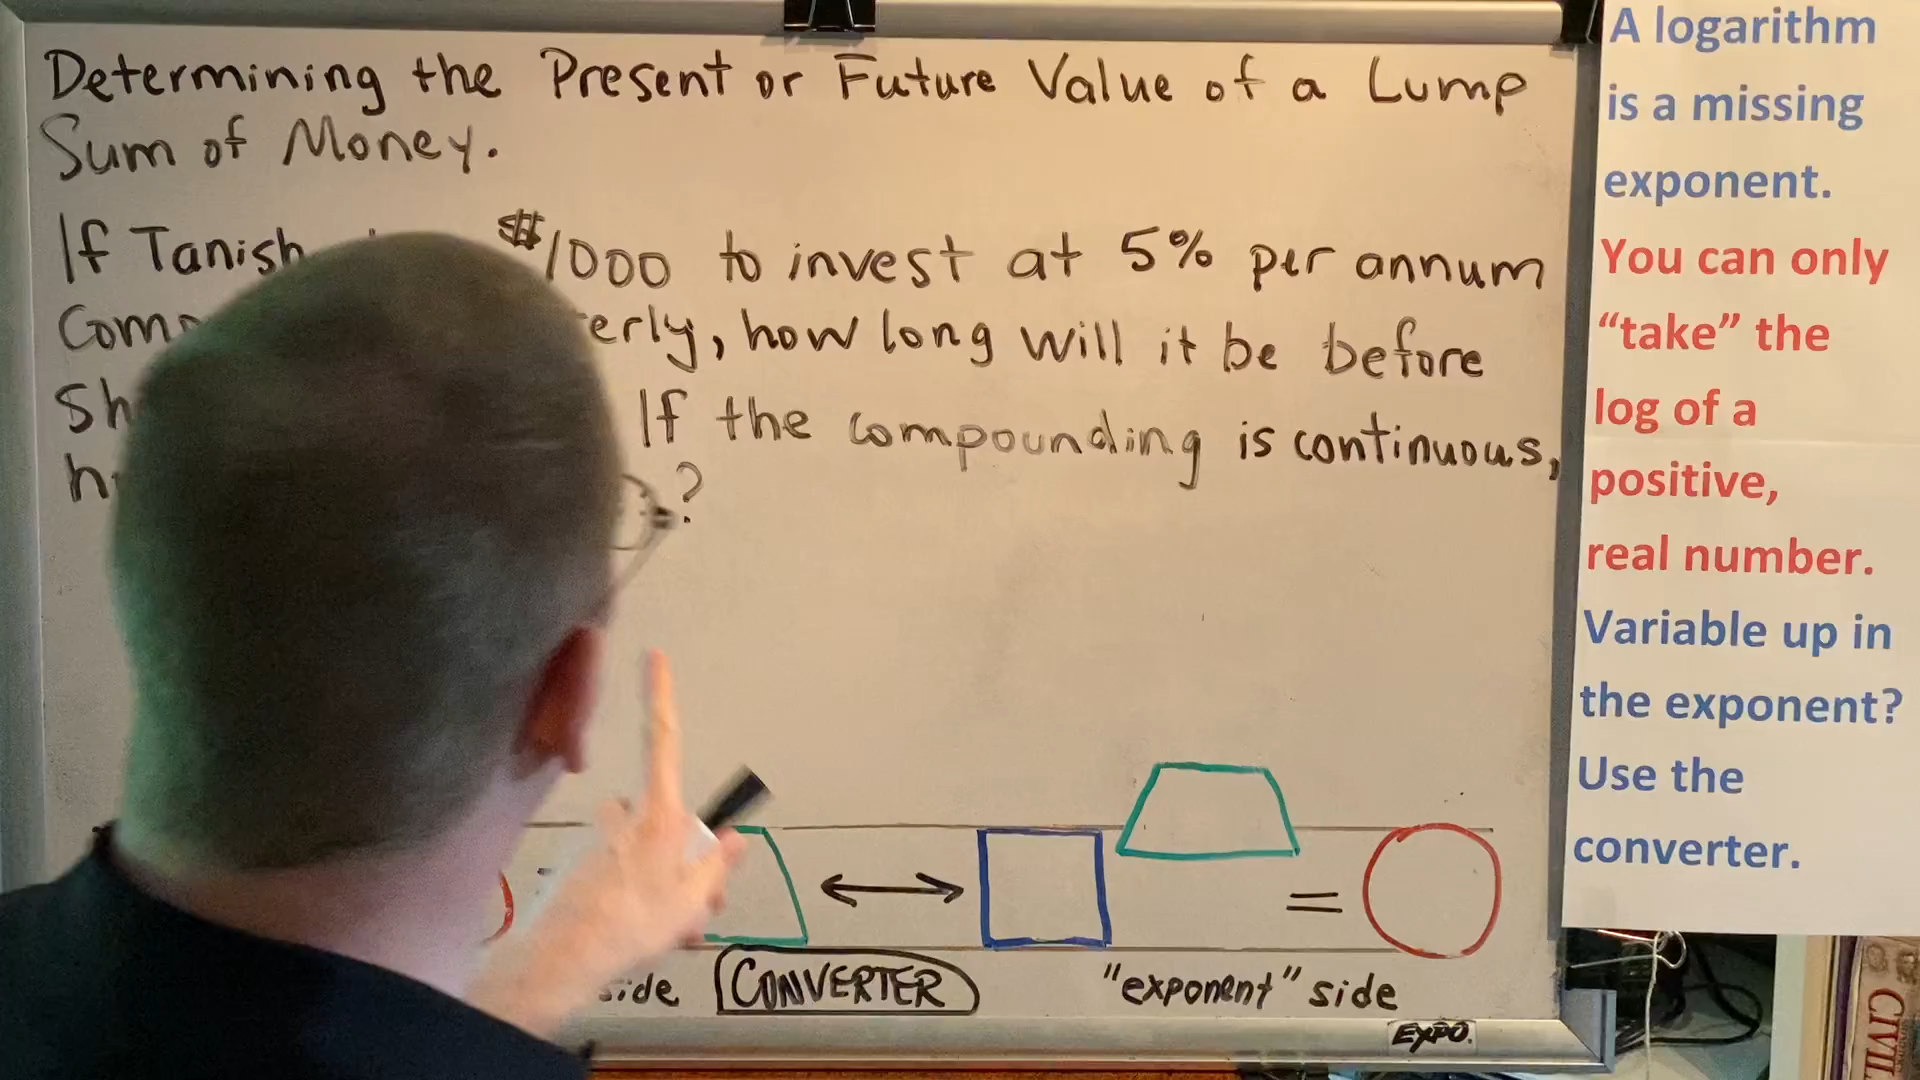 Determining the Present or Future Value of a Lump
Sum of Money.
If $1000 to invest at 5% per annum
how long will it be before
If the compounding is continuous,
?
=
side CONVERTER "exponent" side
EXPO
A logarithm
is a missing
exponent.
You can only
“take” the
log of a
positive,
real number.
Variable up in
the exponent?
Use the
converter.
CIVIL